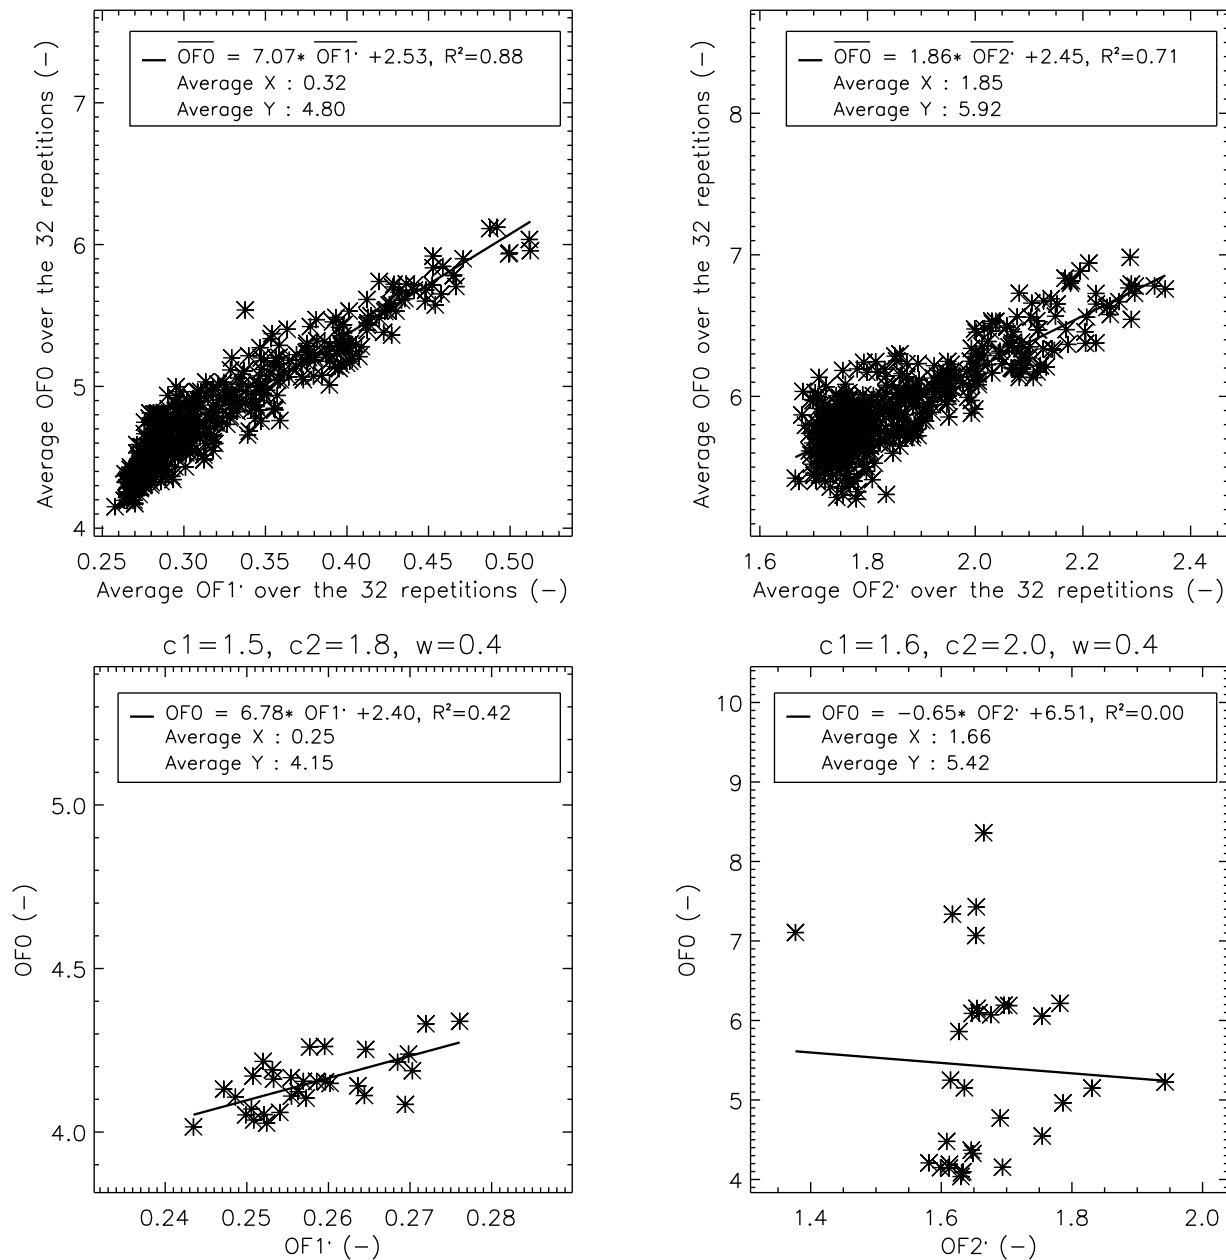 OF0 = 7.07* OF1' +2.53, R²=0.88
Average X : 0.32
Average Y : 4.80
7
6
5
4
Average OF0 over the 32 repetitions (−)
0.25 0.30 0.35 0.40 0.45 0.50
Average OF1' over the 32 repetitions (−)
OF0 = 1.86* OF2' +2.45, R²=0.71
Average X : 1.85
Average Y : 5.92
8
7
6
Average OF0 over the 32 repetitions (−)
1.6 1.8 2.0 2.2 2.4
Average OF2' over the 32 repetitions (−)
c1=1.5, c2=1.8, w=0.4
OF0 = 6.78* OF1' +2.40, R²=0.42
Average X : 0.25
Average Y : 4.15
5.0
4.5
4.0
OF0 (−)
0.24 0.25 0.26 0.27 0.28
OF1' (−)
c1=1.6, c2=2.0, w=0.4
OF0 = −0.65* OF2' +6.51, R²=0.00
Average X : 1.66
Average Y : 5.42
10
9
8
7
6
5
4
OF0 (−)
1.4 1.6 1.8 2.0
OF2' (−)